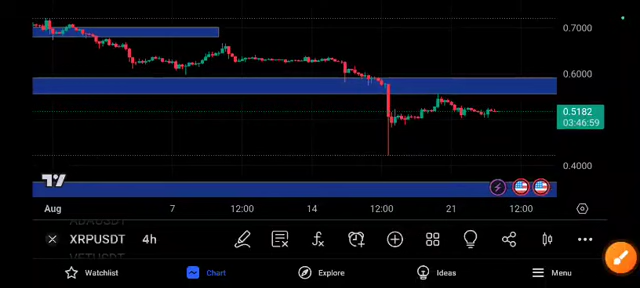 0.7000
0.6000
0.5182
03:46:59
0.4000
Aug 7 12:00 14 12:00 21 12:00
XRPUSDT 4h
Watchlist Chart Explore Ideas Menu